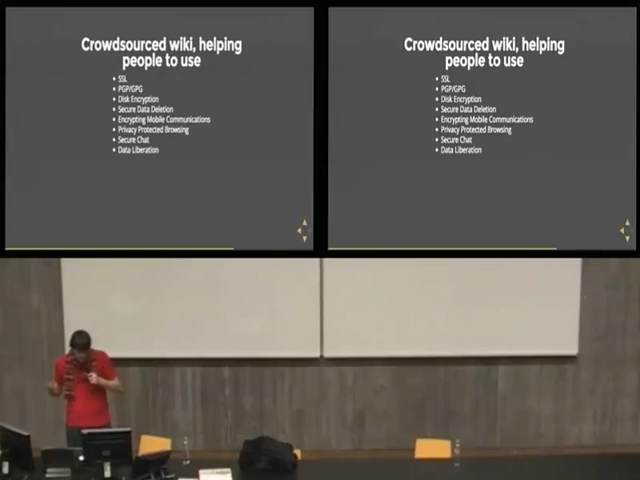 Crowdsourced wiki, helping
people to use
• SSL
• PGP/GPG
• Disk Encryption
• Secure Data Deletion
• Encrypting Mobile Communications
• Privacy Protected Browsing
• Secure Chat
• Data Liberation
Crowdsourced wiki, helping
people to use
• SSL
• PGP/GPG
• Disk Encryption
• Secure Data Deletion
• Encrypting Mobile Communications
• Privacy Protected Browsing
• Secure Chat
• Data Liberation